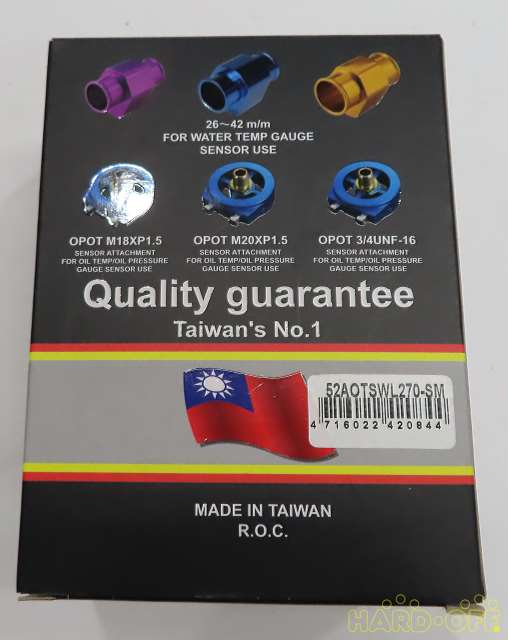 26～42 m/m
FOR WATER TEMP GAUGE
SENSOR USE
OPOT M18XP1.5
SENSOR ATTACHMENT
FOR OIL TEMP/OIL PRESSURE
GAUGE SENSOR USE
OPOT M20XP1.5
SENSOR ATTACHMENT
FOR OIL TEMP/OIL PRESSURE
GAUGE SENSOR USE
OPOT 3/4UNF-16
SENSOR ATTACHMENT
FOR OIL TEMP/OIL PRESSURE
GAUGE SENSOR USE
Quality guarantee
Taiwan's No.1
52AOTSWL270-SM
4 716022 420844
MADE IN TAIWAN
R.O.C.
HARD-OFF